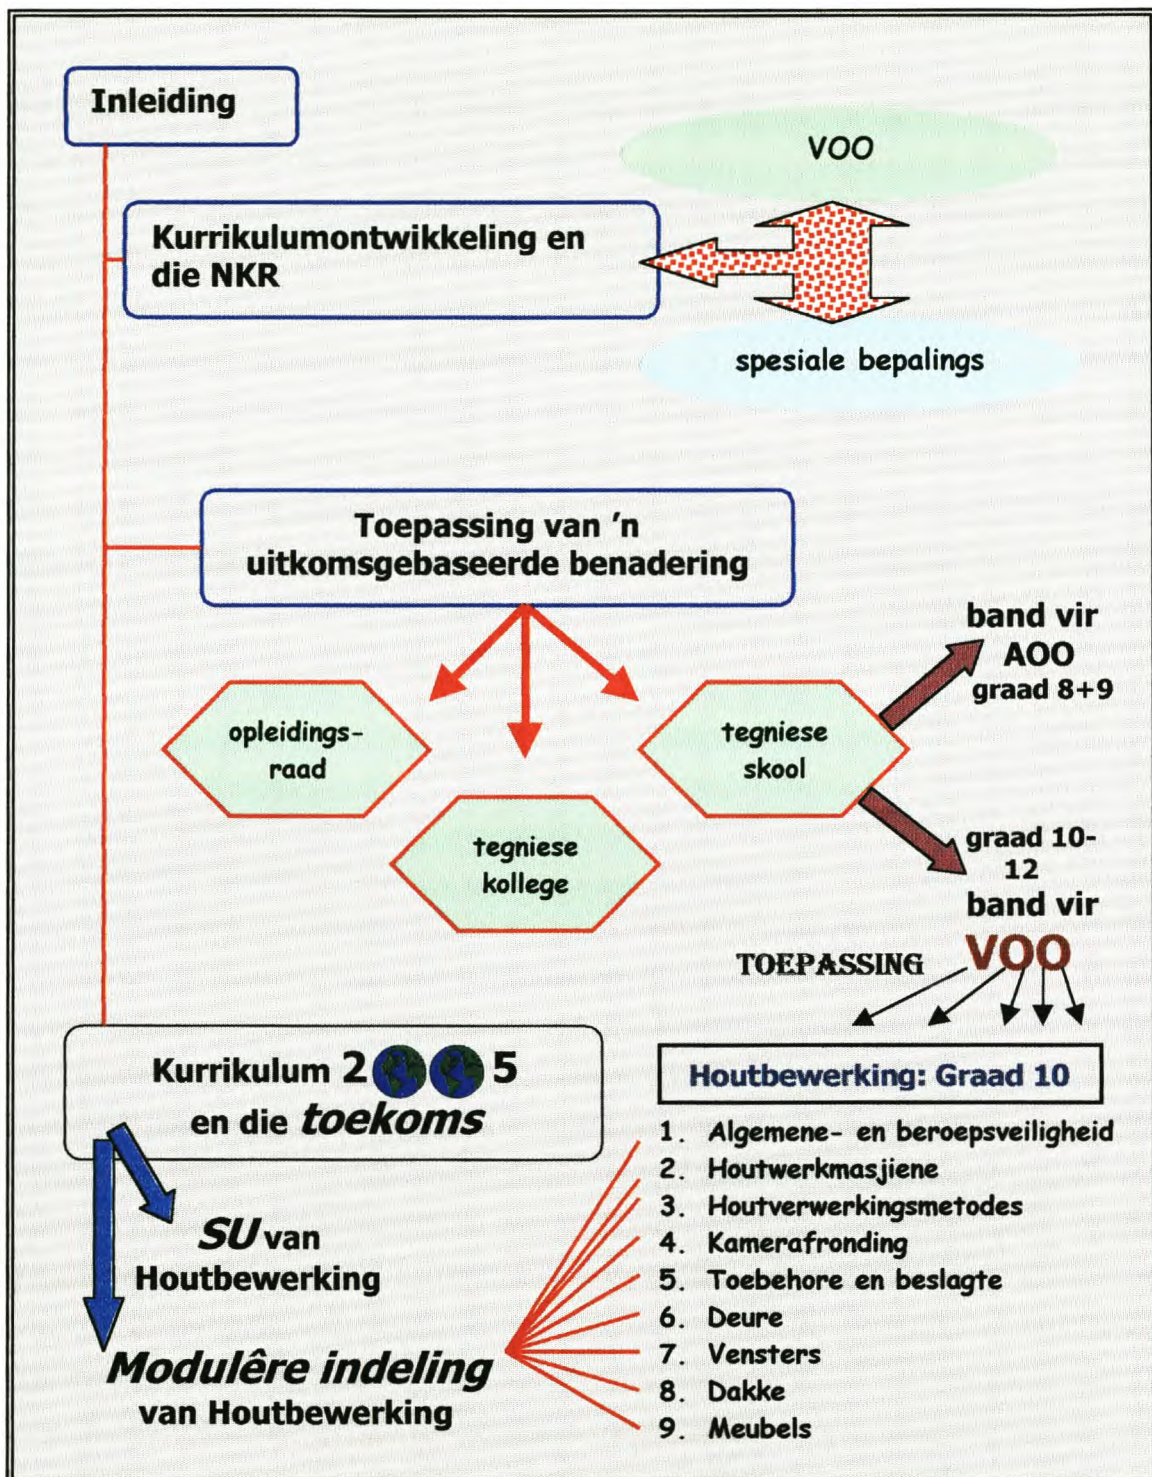 Inleiding
VOO
Kurrikulumontwikkeling en
die NKR
spesiale bepalings
Toepassing van 'n
uitkomsgebaseerde benadering
opleidings-
raad
tegniese
kollege
tegniese
skool
band vir
AOO
graad 8+9
graad 10-
12
band vir
VOO
TOEPASSING
Kurrikulum 2005
en die toekoms
SU van
Houtbewerking
Modulêre indeling
van Houtbewerking
Houtbewerking: Graad 10
1. Algemene- en beroepsveiligheid
2. Houtwerkmasjiene
3. Houtverwerkingsmetodes
4. Kamerafronding
5. Toebehore en beslagte
6. Deure
7. Vensters
8. Dakke
9. Meubels